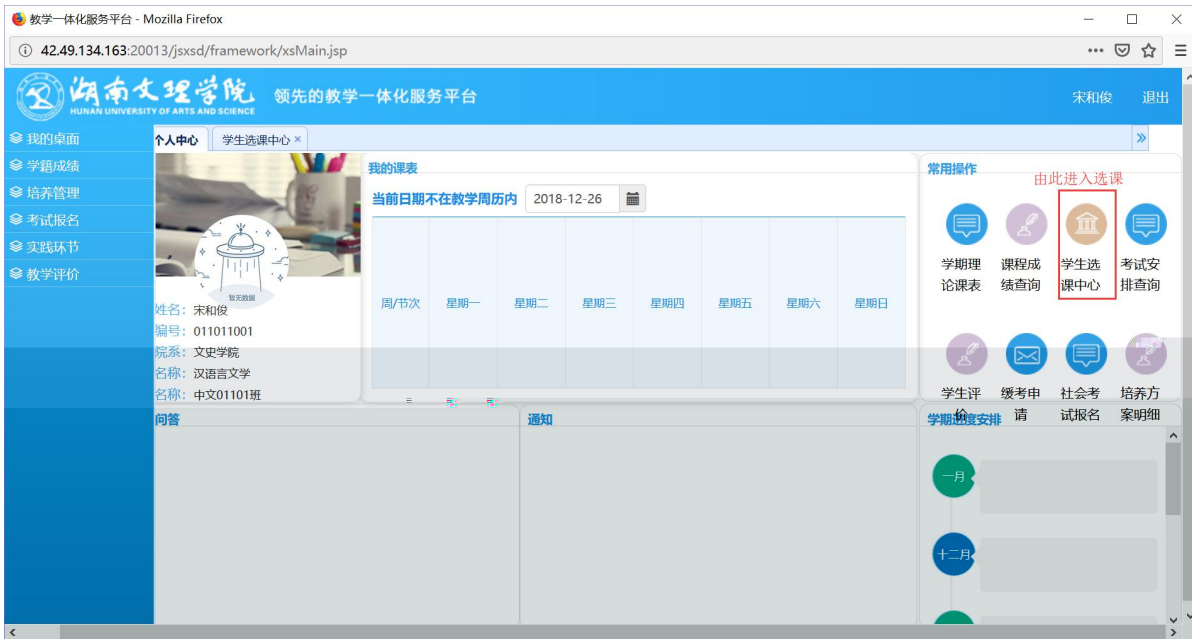 教学一体化服务平台 - Mozilla Firefox
42.49.134.163:20013/jsxsd/framework/xsMain.jsp
湖南文理学院
HUNAN UNIVERSITY OF ARTS AND SCIENCE
领先的教学一体化服务平台
宋和俊 退出
我的桌面
学籍成绩
培养管理
考试报名
实践环节
教学评价
个人中心 学生选课中心 ×
暂无数据
姓名: 宋和俊
编号: 011011001
院系: 文史学院
名称: 汉语言文学
名称: 中文01101班
我的课表
当前日期不在教学周历内 2018-12-26
周/节次 星期一 星期二 星期三 星期四 星期五 星期六 星期日
常用操作
由此进入选课
学期理
论课表
课程成
绩查询
学生选
课中心
考试安
排查询
学生评
价
缓考申
请
社会考
试报名
培养方
案明细
问答
通知
学期进度安排
一月
十二月